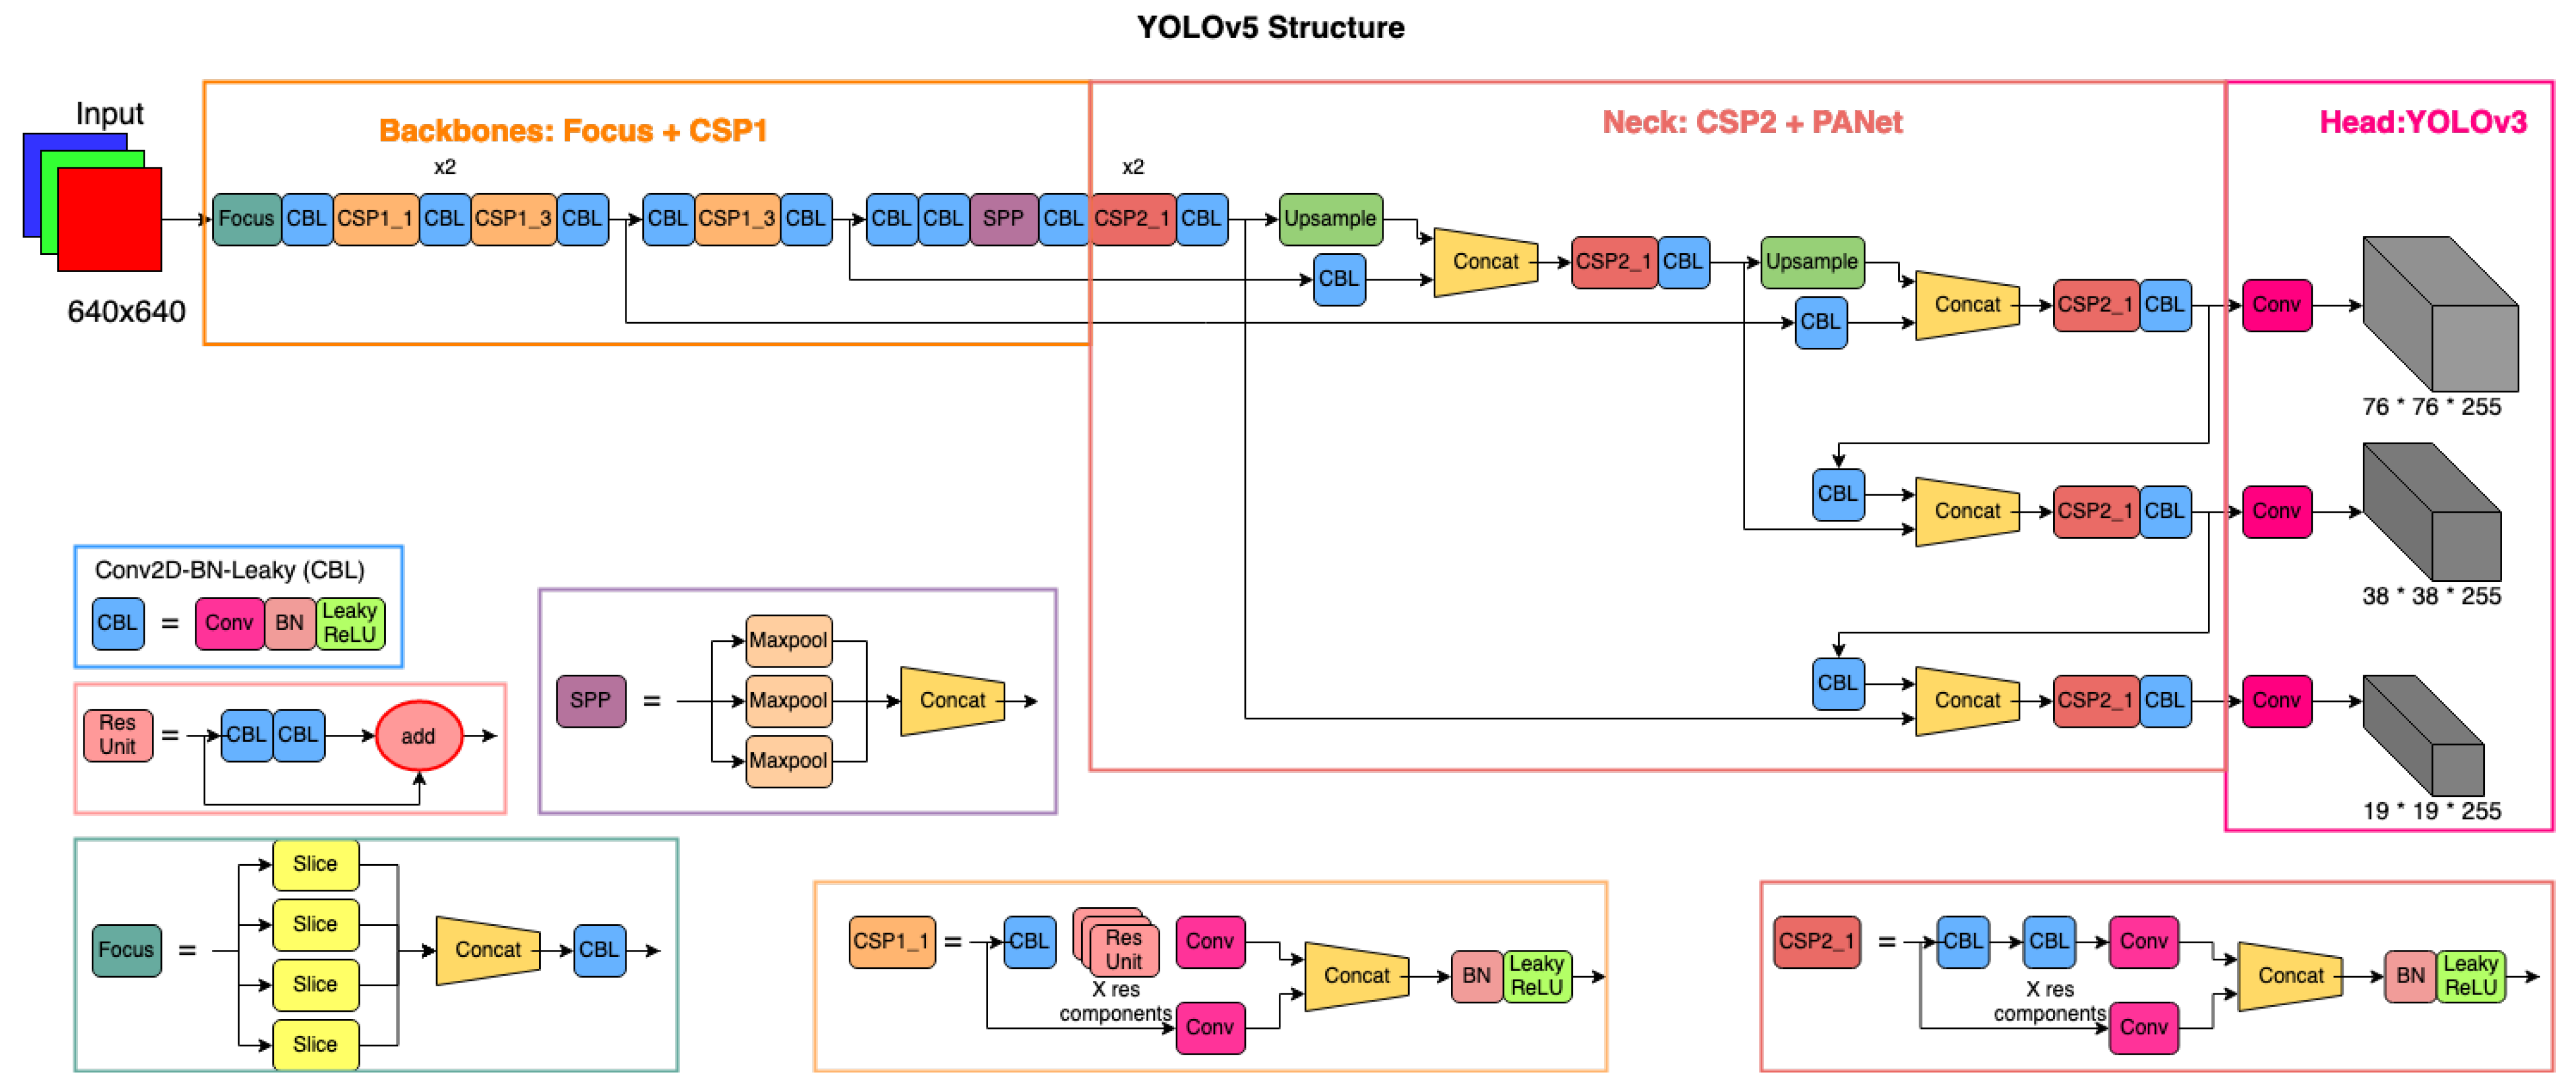 YOLOv5 Structure
Input
640x640
Backbones: Focus + CSP1
x2
Focus CBL CSP1_1 CBL CSP1_3 CBL
CBL CSP1_3 CBL
CBL CBL SPP CBL
Neck: CSP2 + PANet
x2
CSP2_1 CBL
Upsample
CBL
Concat
CSP2_1 CBL
Upsample
CBL
Concat
CSP2_1 CBL
CBL
Concat
CSP2_1 CBL
CBL
Concat
CSP2_1 CBL
Head:YOLOv3
Conv
76 * 76 * 255
Conv
38 * 38 * 255
Conv
19 * 19 * 255
Conv2D-BN-Leaky (CBL)
CBL = Conv BN Leaky
ReLU
Res
Unit
= CBL CBL add
SPP =
Maxpool
Maxpool
Maxpool
Concat
Focus =
Slice
Slice
Slice
Slice
Concat
CBL
CSP1_1 = CBL
Res
Unit
X res
components
Conv
Conv
Concat
BN
Leaky
ReLU
CSP2_1 = CBL CBL Conv
X res
components
Conv
Concat
BN
Leaky
ReLU